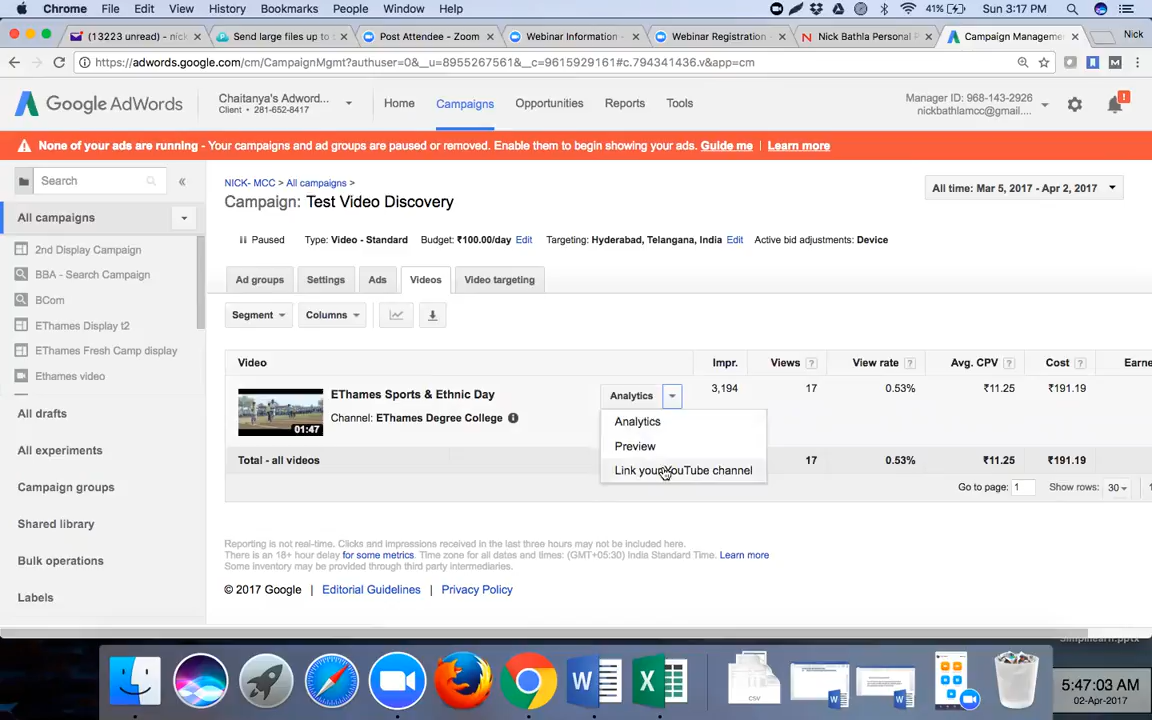 Chrome File Edit View History Bookmarks People Window Help 41% Sun 3:17 PM
(13223 unread) - nick Send large files up to Post Attendee - Zoom Webinar Information - Webinar Registration - Nick Bathla Personal P Campaign Manageme Nick
https://adwords.google.com/cm/CampaignMgmt?authuser=0&__u=8955267561&__c=9615929161#c.794341436.v&app=cm
Google AdWords
Chaitanya's Adword...
Client • 281-652-8417
Home Campaigns Opportunities Reports Tools
Manager ID: 968-143-2926
nickbathlamcc@gmail....
!
None of your ads are running - Your campaigns and ad groups are paused or removed. Enable them to begin showing your ads. Guide me | Learn more
Search «
NICK- MCC > All campaigns >
Campaign: Test Video Discovery
All time: Mar 5, 2017 - Apr 2, 2017
Paused Type: Video - Standard Budget: ₹100.00/day Edit Targeting: Hyderabad, Telangana, India Edit Active bid adjustments: Device
All campaigns
2nd Display Campaign
BBA - Search Campaign
BCom
EThames Display t2
EThames Fresh Camp display
Ethames video
All drafts
All experiments
Campaign groups
Shared library
Bulk operations
Labels
Ad groups Settings Ads Videos Video targeting
Segment Columns
Video Impr. Views ? View rate ? Avg. CPV ? Cost ? Earne
01:47
EThames Sports & Ethnic Day
Channel: EThames Degree College
Analytics
3,194 17 0.53% ₹11.25 ₹191.19
Analytics
Preview
Link your YouTube channel
Total - all videos 17 0.53% ₹11.25 ₹191.19
Go to page: 1 Show rows: 30 1
Reporting is not real-time. Clicks and impressions received in the last three hours may not be included here.
There is an 18+ hour delay for some metrics. Time zone for all dates and times: (GMT+05:30) India Standard Time. Learn more
Some inventory may be provided through third party intermediaries.
© 2017 Google | Editorial Guidelines | Privacy Policy
W X CSV W W
5:47:03 AM
02-Apr-2017